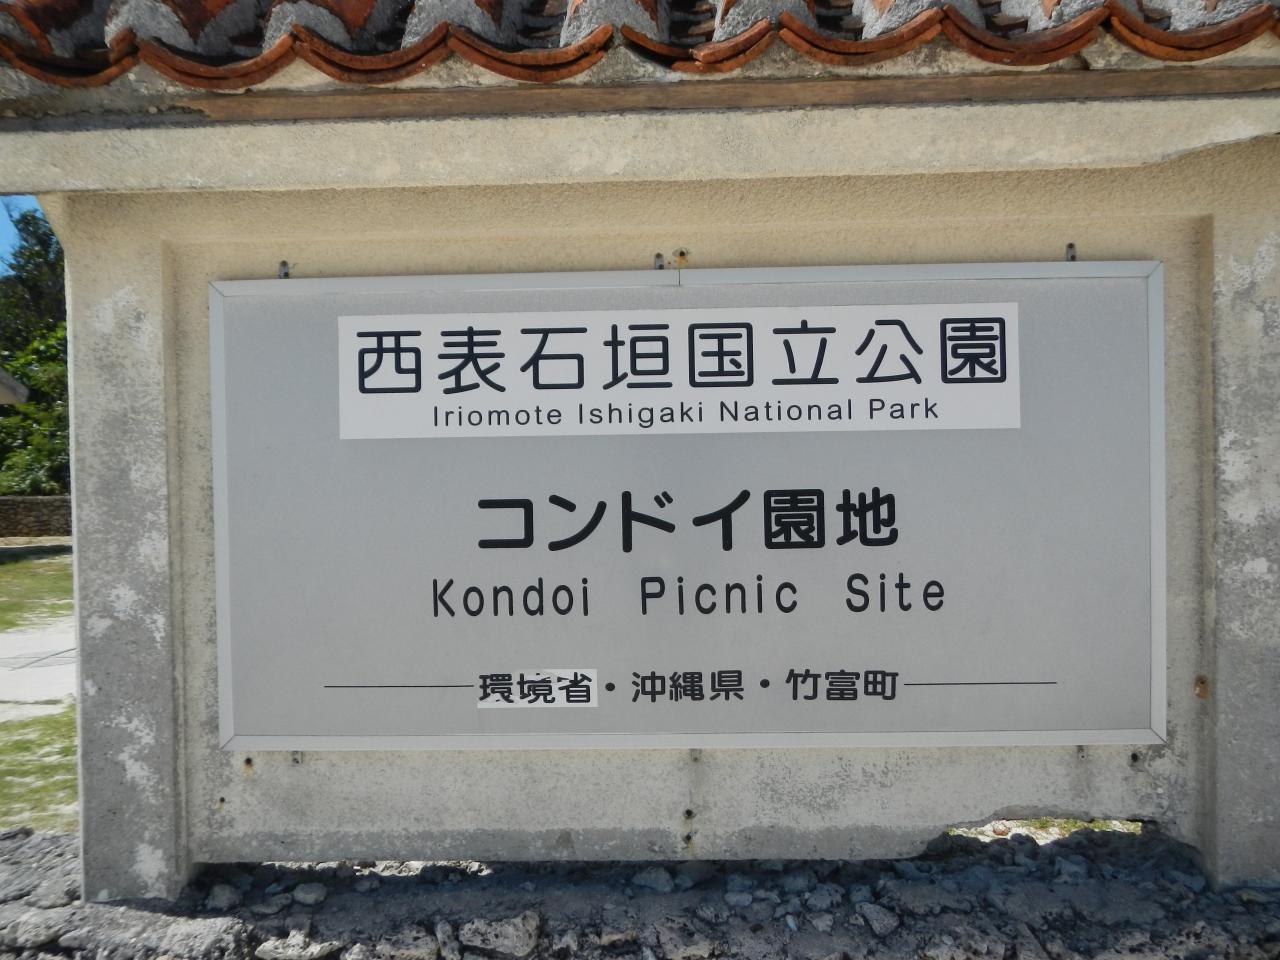 西表石垣国立公園
Iriomote Ishigaki National Park
コンドイ園地
Kondoi Picnic Site
環境省・沖縄県・竹富町